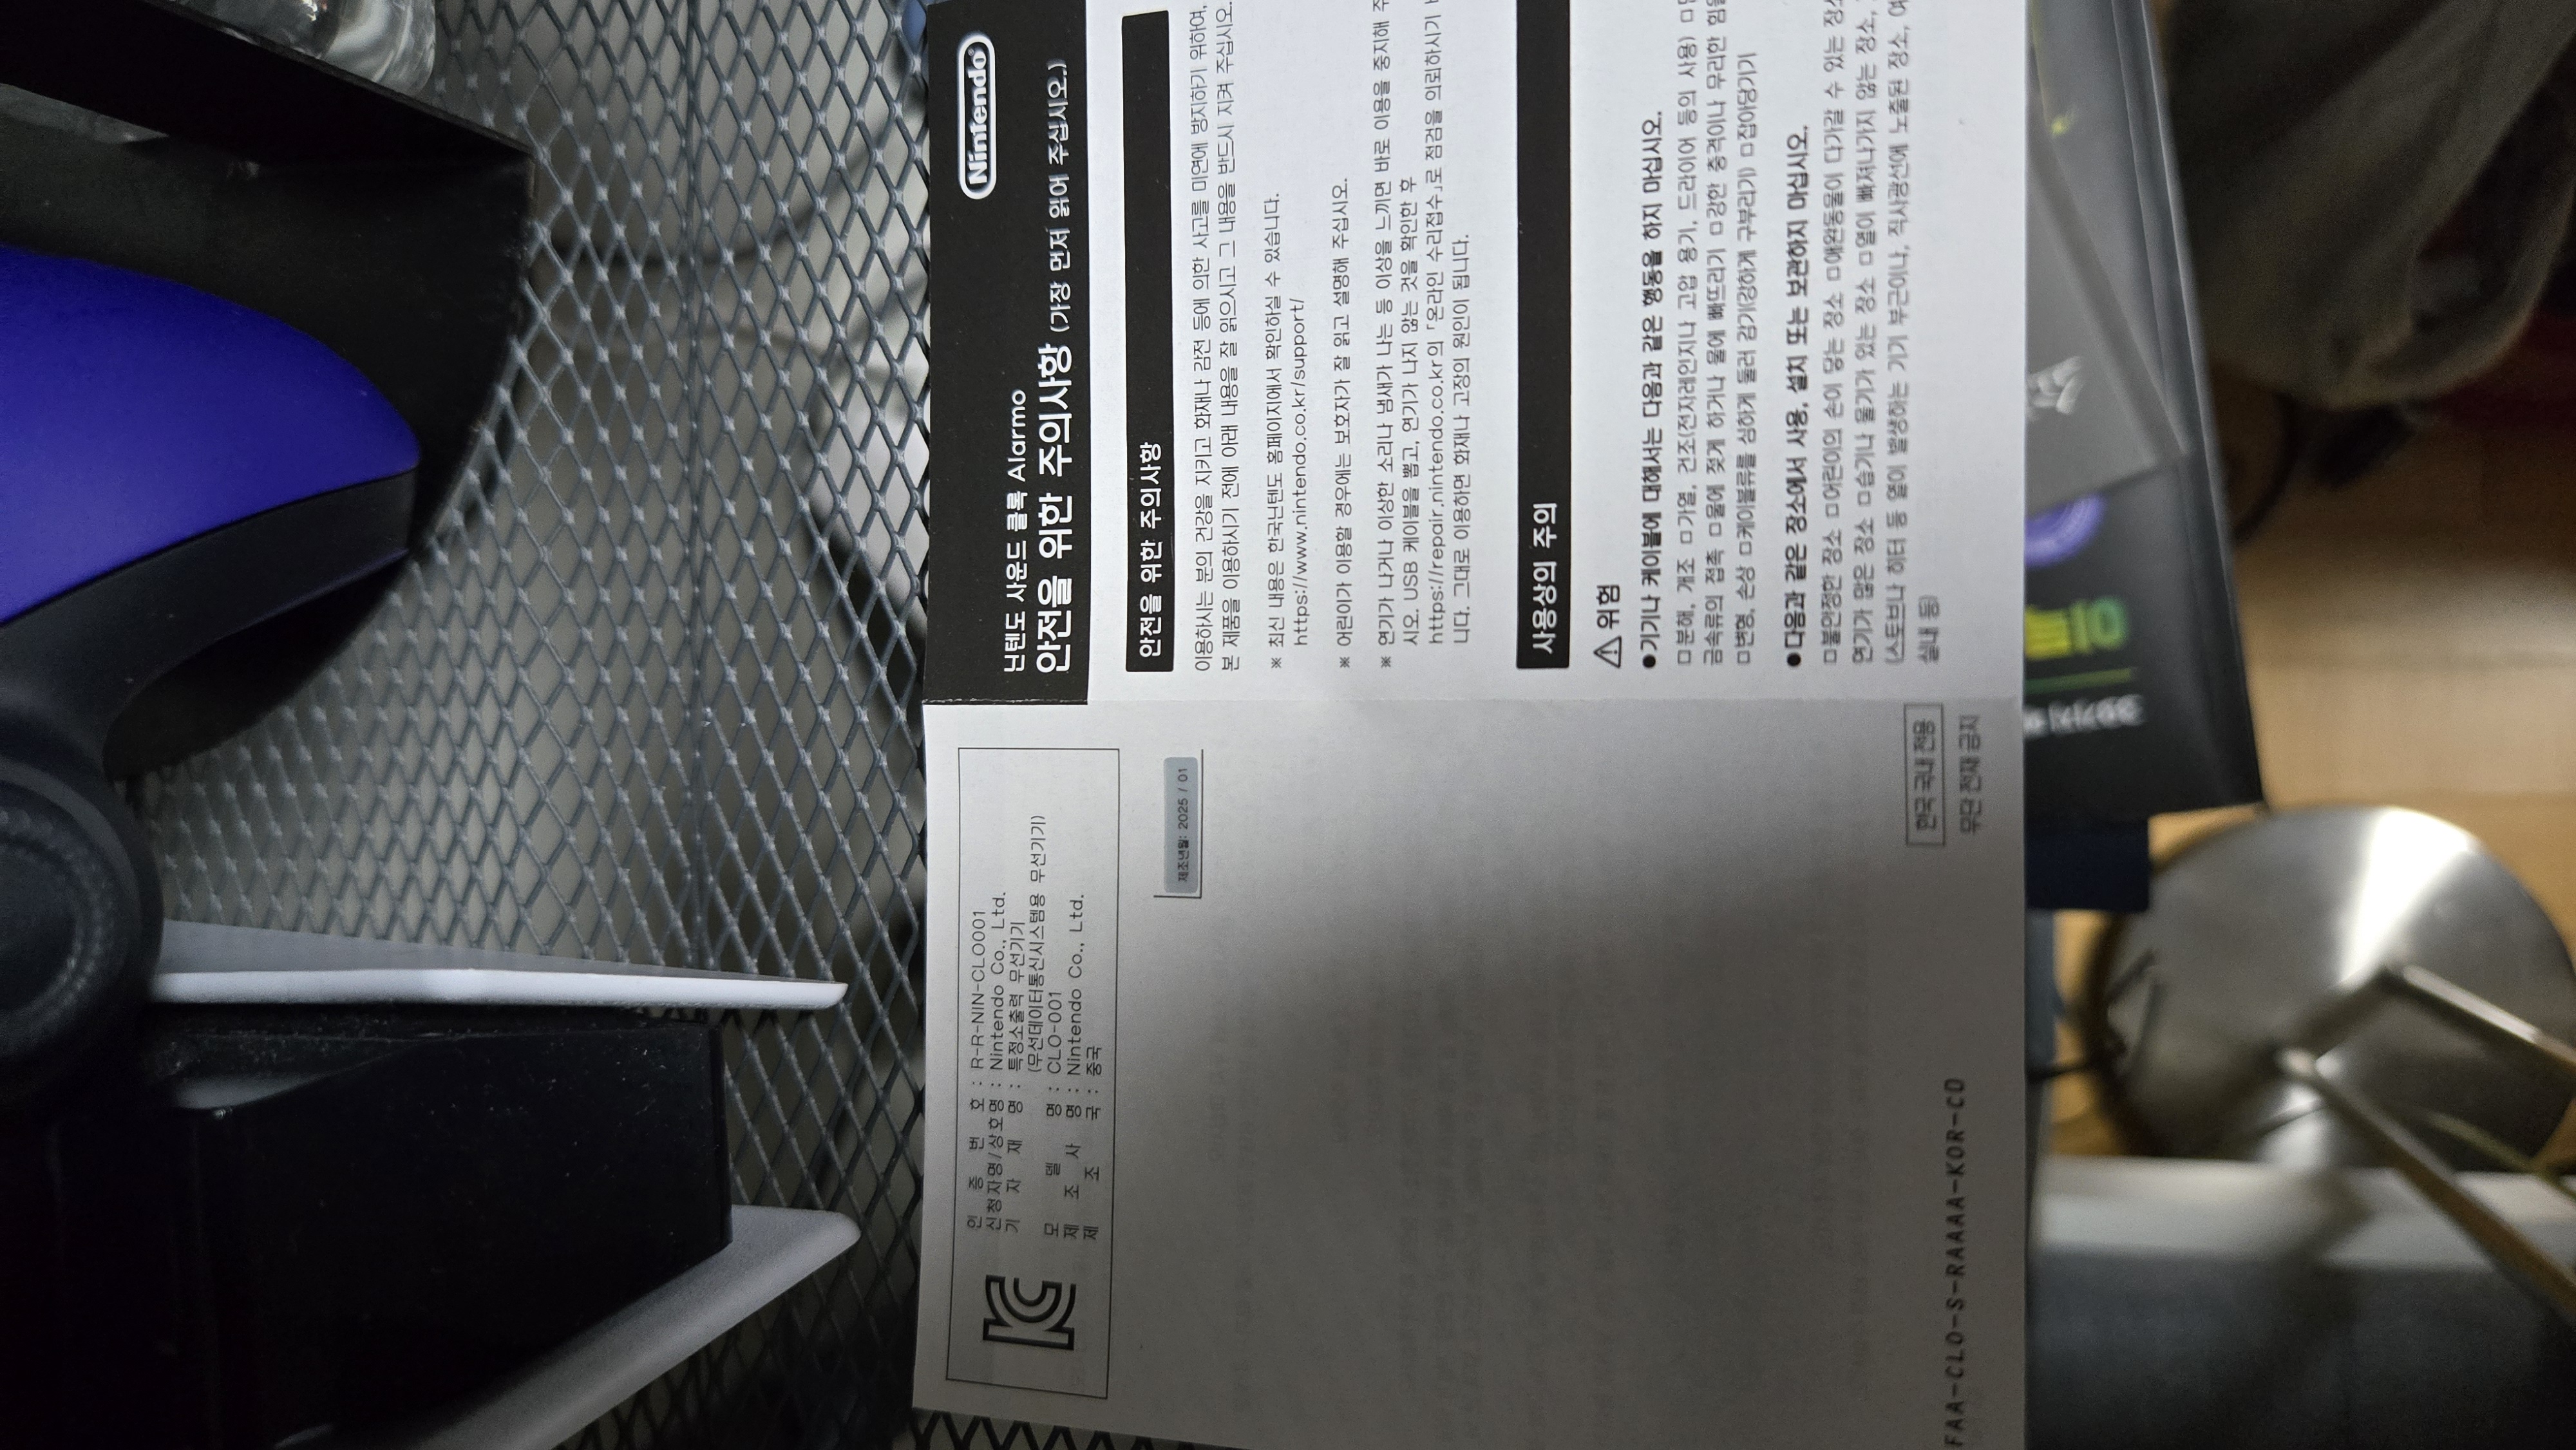 인 증 번 호 : R-R-NIN-CLO001
신청자명/상호명 : Nintendo Co., Ltd.
기 자 재 명 : 특정소출력 무선기기
(무선데이터통신시스템용 무선기기)
모 델 명 : CLO-001
제 조 사 명 : Nintendo Co., Ltd.
제 조 국 : 중국
제조년월: 2025 / 01
한국 국내 전용
FAA-CLO-S-RAAAA-KOR-C0
무단 전재 금지
Nintendo
닌텐도 사운드 클록 Alarmo
안전을 위한 주의사항 (가장 먼저 읽어 주십시오.)
안전을 위한 주의사항
이용하시는 분의 건강을 지키고 화재나 감전 등에 의한 사고를 미연에 방지하기 위하여,
본 제품을 이용하시기 전에 아래 내용을 잘 읽으시고 그 내용을 반드시 지켜 주십시오.
※ 최신 내용은 한국닌텐도 홈페이지에서 확인하실 수 있습니다.
https://www.nintendo.co.kr/support/
※ 어린이가 이용할 경우에는 보호자가 잘 읽고 설명해 주십시오.
※ 연기가 나거나 이상한 소리나 냄새가 나는 등 이상을 느끼면 바로 이용을 중지해 주
시오. USB 케이블을 뽑고, 연기가 나지 않는 것을 확인한 후
https://repair.nintendo.co.kr의 「온라인 수리접수」로 점검을 의뢰하시기
니다. 그대로 이용하면 화재나 고장의 원인이 됩니다.
사용상의 주의
위험
●기기나 케이블에 대해서는 다음과 같은 행동을 하지 마십시오.
□분해, 개조 □가열, 건조(전자레인지나 고압 용기, 드라이어 등의 사용) □
금속류의 접촉 □물에 젖게 하거나 물에 빠뜨리기 □강한 충격이나 무리한 힘을
□변형, 손상 □케이블류를 심하게 둘러 감기(강하게 구부리기) □잡아당기기
●다음과 같은 장소에서 사용, 설치 또는 보관하지 마십시오.
□불안정한 장소 □어린이의 손이 닿는 장소 □애완동물이 다가갈 수 있는 장소
연기가 많은 장소 □습기나 물기가 있는 장소 □열이 빠져나가지 않는 장소,
(스토브나 히터 등 열이 발생하는 기기 부근이나, 직사광선에 노출된 장소,
실내 등)